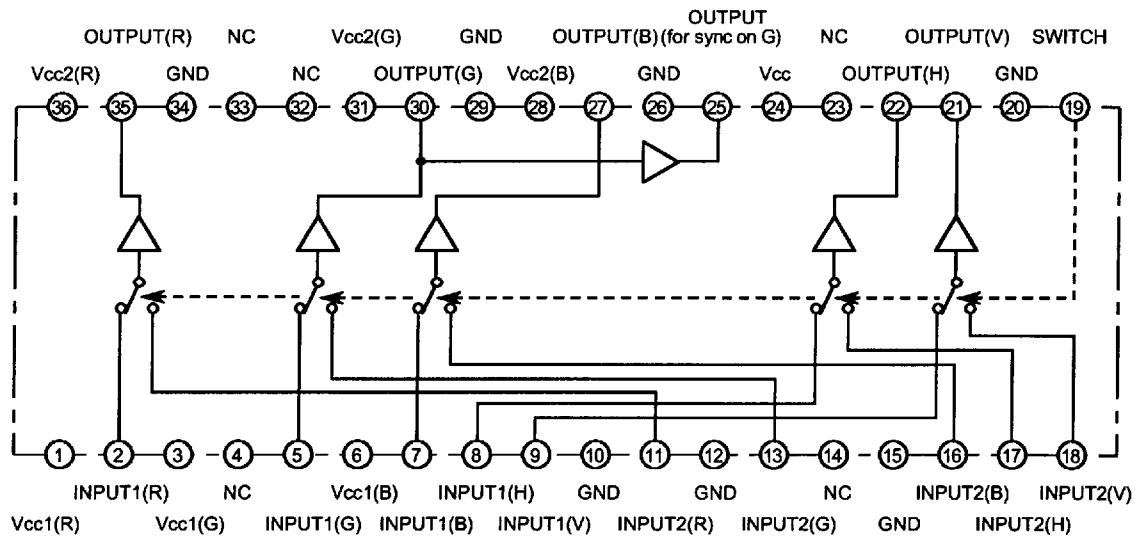 OUTPUT
OUTPUT(R) NC Vcc2(G) GND OUTPUT(B) (for sync on G) NC OUTPUT(V) SWITCH
Vcc2(R) GND NC OUTPUT(G) Vcc2(B) GND Vcc OUTPUT(H) GND
36 35 34 33 32 31 30 29 28 27 26 25 24 23 22 21 20 19
1 2 3 4 5 6 7 8 9 10 11 12 13 14 15 16 17 18
INPUT1(R) NC Vcc1(B) INPUT1(H) GND GND NC INPUT2(B) INPUT2(V)
Vcc1(R) Vcc1(G) INPUT1(G) INPUT1(B) INPUT1(V) INPUT2(R) INPUT2(G) GND INPUT2(H)